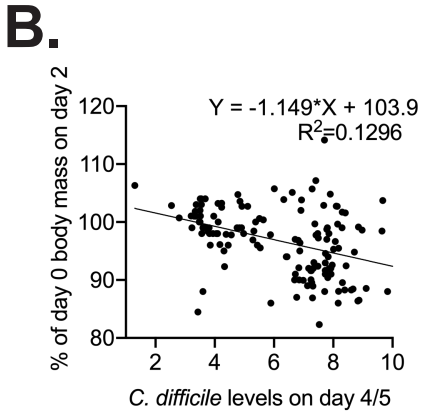 B.
Y = -1.149*X + 103.9
R²=0.1296
% of day 0 body mass on day 2
120
110
100
90
80
2 4 6 8 10
C. difficile levels on day 4/5